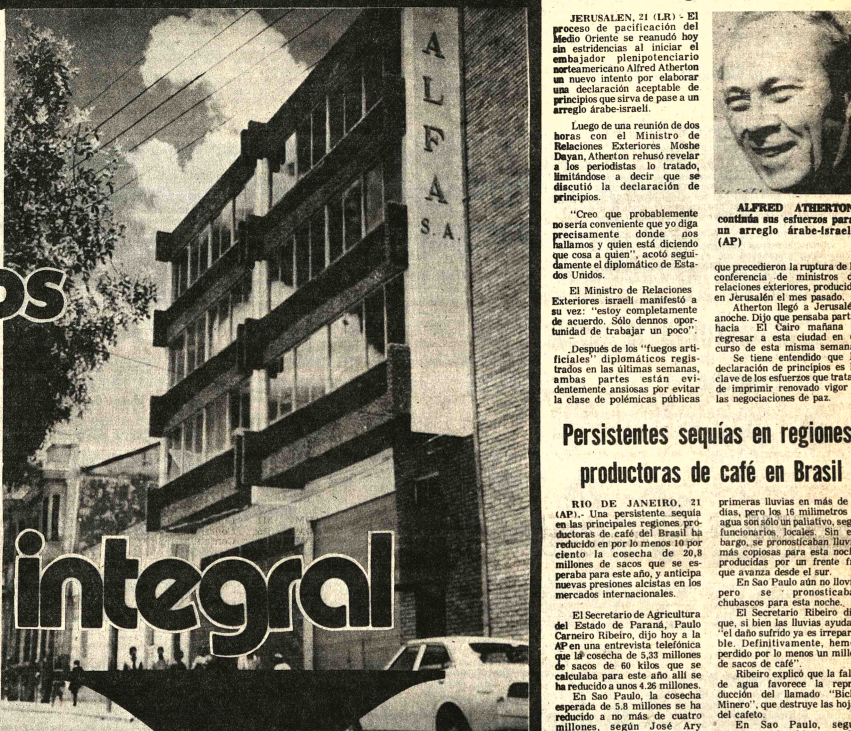 ALFA
S.A.
os
integral
JERUSALEN, 21 (LR) - El
proceso de pacificación del
Medio Oriente se reanudó hoy
sin estridencias al iniciar el
embajador plenipotenciario
norteamericano Alfred Atherton
un nuevo intento por elaborar
una declaración aceptable de
principios que sirva de pase a un
arreglo árabe-israelí.
Luego de una reunión de dos
horas con el Ministro de
Relaciones Exteriores Moshe
Dayan, Atherton rehusó revelar
a los periodistas lo tratado,
limitándose a decir que se
discutió la declaración de
principios.
"Creo que probablemente
no sería conveniente que yo diga
precisamente donde nos
hallamos y quien está diciendo
que cosa a quien", acotó segui-
damente el diplomático de Esta-
dos Unidos.
El Ministro de Relaciones
Exteriores israelí manifestó a
su vez: "estoy completamente
de acuerdo. Sólo dennos opor-
tunidad de trabajar un poco".
Después de los "fuegos arti-
ficiales" diplomáticos regis-
trados en las últimas semanas,
ambas partes están evi-
dentemente ansiosas por evitar
la clase de polémicas públicas
ALFRED ATHERTON
continúa sus esfuerzos para
un arreglo árabe-israelí
(AP)
que precedieron la ruptura de l
conferencia de ministros d
relaciones exteriores, producid
en Jerusalén el mes pasado.
Atherton llegó a Jerusalé
anoche. Dijo que pensaba parti
hacia El Cairo mañana
regresar a esta ciudad en e
curso de esta misma semana
Se tiene entendido que l
declaración de principios es l
clave de los esfuerzos que trata
de imprimir renovado vigor
las negociaciones de paz.
Persistentes sequías en regiones
productoras de café en Brasil
RIO DE JANEIRO, 21
(AP).- Una persistente sequía
en las principales regiones pro-
ductoras de café del Brasil ha
reducido en por lo menos 10 por
ciento la cosecha de 20,8
millones de sacos que se es-
peraba para este año, y anticipa
nuevas presiones alcistas en los
mercados internacionales.
El Secretario de Agricultura
del Estado de Paraná, Paulo
Carneiro Ribeiro, dijo hoy a la
AP en una entrevista telefónica
que la cosecha de 5,33 millones
de sacos de 60 kilos que se
calculaba para este año allí se
ha reducido a unos 4.26 millones.
En Sao Paulo, la cosecha
esperada de 5.8 millones se ha
reducido a no más de cuatro
millones, según José Ary
primeras lluvias en más de
días, pero los 16 milímetros
agua son sólo un paliativo, seg
funcionarios locales. Sin e
bargo, se pronosticaban lluvi
más copiosas para esta noc
producidas por un frente f
que avanza desde el sur.
En Sao Paulo aún no llov
pero se pronosticaba
chubascos para esta noche.
El Secretario Ribeiro di
que, si bien las lluvias ayuda
"el daño sufrido ya es irrepar
ble. Definitivamente, hem
perdido por lo menos un mill
de sacos de café".
Ribeiro explicó que la fal
de agua favorece la repr
ducción del llamado "Bic
Minero", que destruye las hoj
del cafeto.
En Sao Paulo, segu